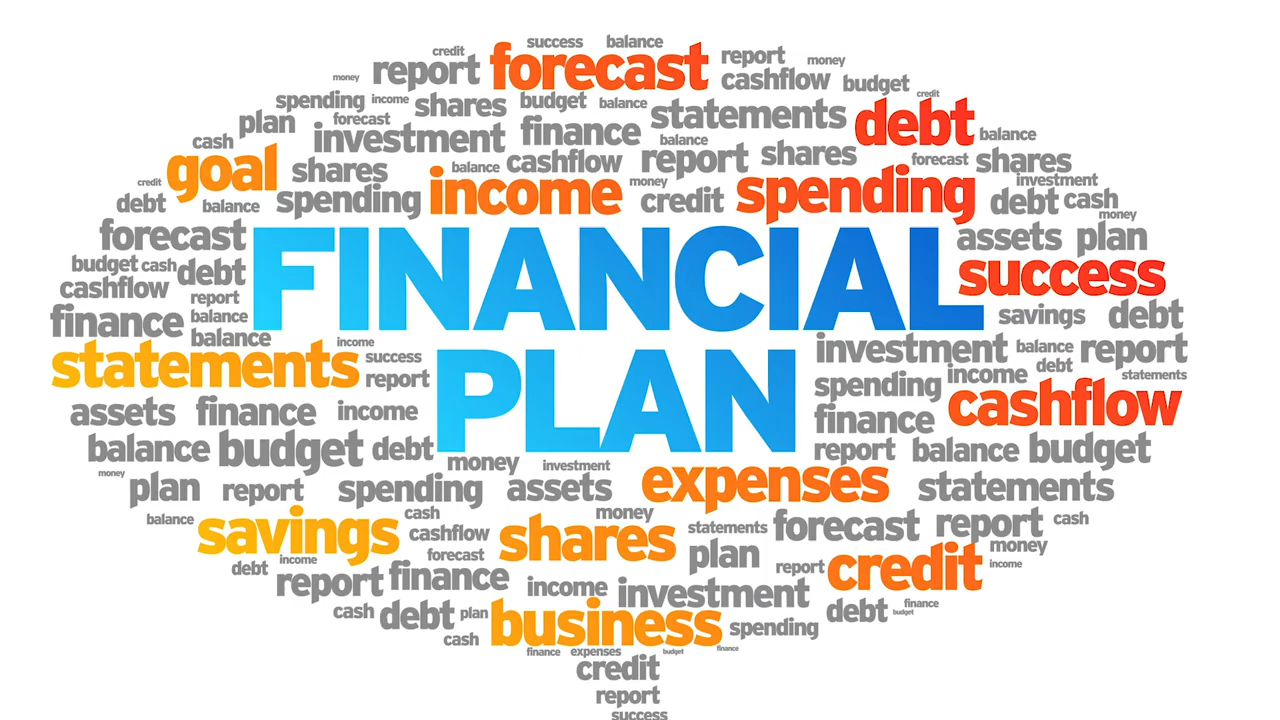 success balance
credit report forecast report money
money cashflow budget
spending income shares budget balance statements credit
cash plan forecast investment finance balance debt balance
goal shares balance cashflow report shares forecast shares
credit spending income money credit spending investment
debt balance debt cash money
forecast FINANCIAL assets plan
budget cash debt success
cashflow report
finance balance savings debt
balance
statements income success PLAN investment balance report
report spending income debt statements
assets finance income finance cashflow
balance budget debt report balance budget
money money investment
plan report spending assets expenses statements
balance savings cash money forecast report cash
cashflow shares statements
debt income forecast plan report credit money income
report finance income investment
cash debt plan business debt finance budget
cash spending
finance expenses budget finance
credit
report
success